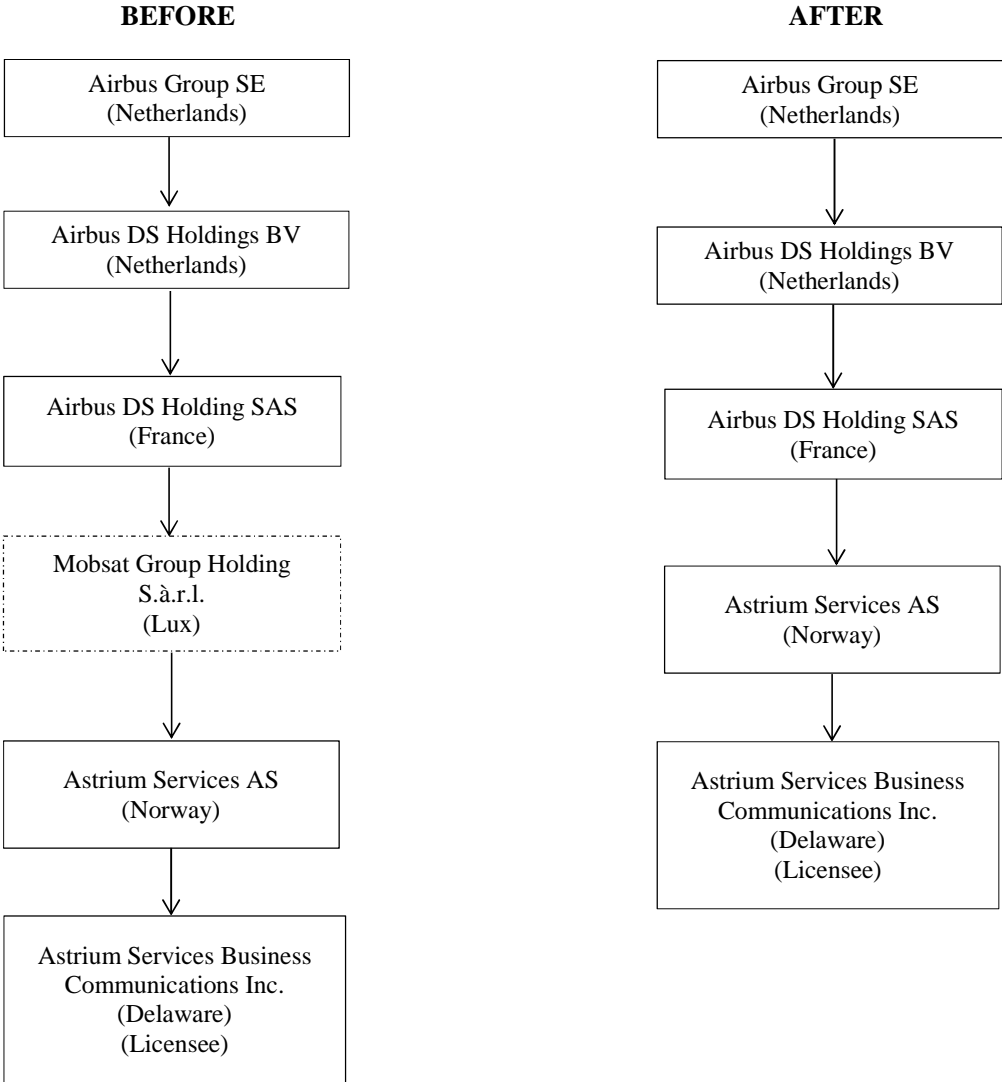 BEFORE
Airbus Group SE
(Netherlands)
Airbus DS Holdings BV
(Netherlands)
Airbus DS Holding SAS
(France)
Mobsat Group Holding
S.à.r.l.
(Lux)
Astrium Services AS
(Norway)
Astrium Services Business
Communications Inc.
(Delaware)
(Licensee)
AFTER
Airbus Group SE
(Netherlands)
Airbus DS Holdings BV
(Netherlands)
Airbus DS Holding SAS
(France)
Astrium Services AS
(Norway)
Astrium Services Business
Communications Inc.
(Delaware)
(Licensee)